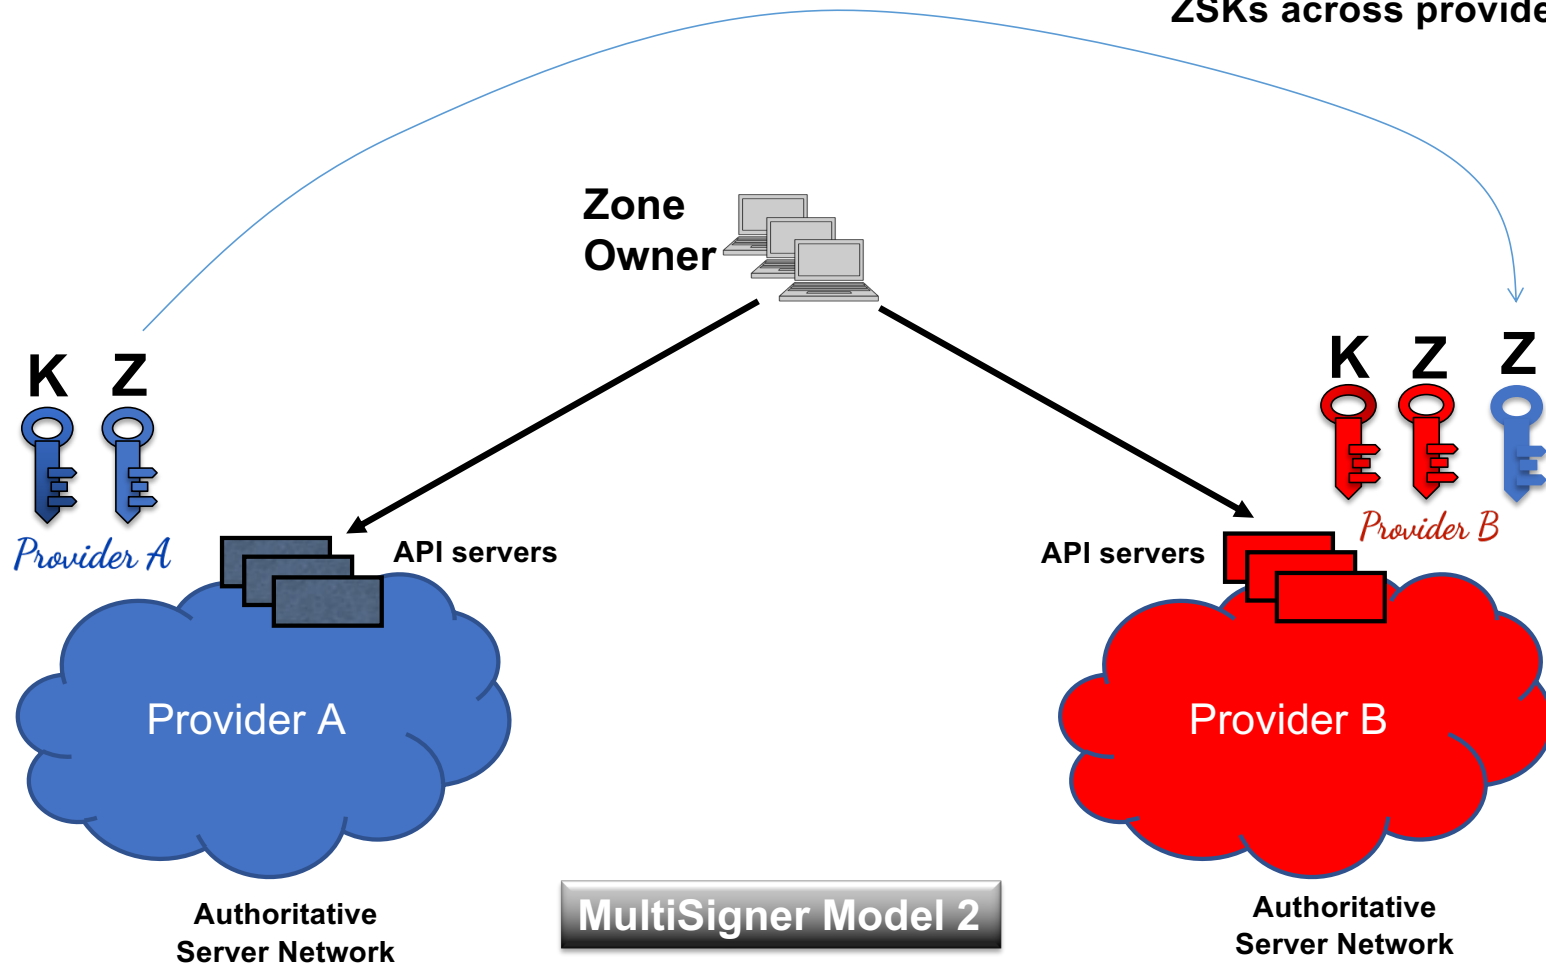 ZSKs across provide
Zone
Owner
K Z
K Z Z
Provider A
API servers
API servers
Provider B
Provider A
Provider B
Authoritative
Server Network
MultiSigner Model 2
Authoritative
Server Network